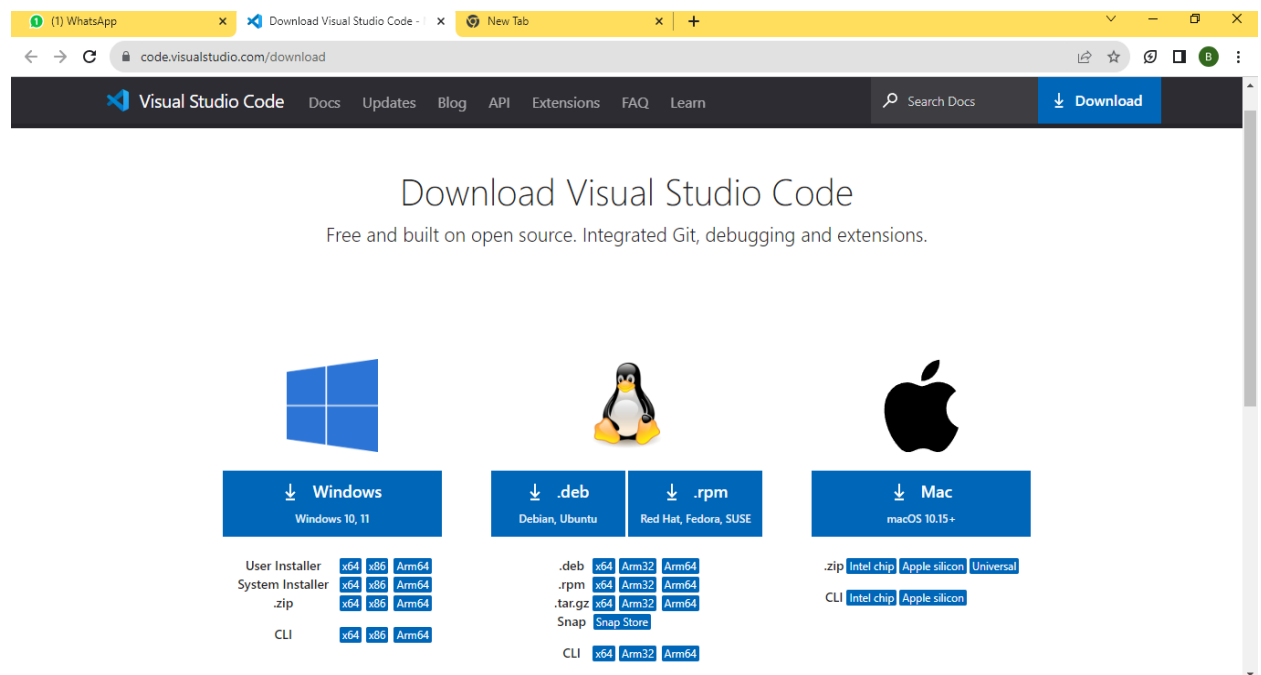 (1) WhatsApp
Download Visual Studio Code -
New Tab
code.visualstudio.com/download
B
Visual Studio Code Docs Updates Blog API Extensions FAQ Learn Search Docs Download
Download Visual Studio Code
Free and built on open source. Integrated Git, debugging and extensions.
Windows
Windows 10, 11
User Installer x64 x86 Arm64
System Installer x64 x86 Arm64
.zip x64 x86 Arm64
CLI x64 x86 Arm64
.deb
Debian, Ubuntu
.rpm
Red Hat, Fedora, SUSE
.deb x64 Arm32 Arm64
.rpm x64 Arm32 Arm64
.tar.gz x64 Arm32 Arm64
Snap Snap Store
CLI x64 Arm32 Arm64
Mac
macOS 10.15+
.zip Intel chip Apple silicon Universal
CLI Intel chip Apple silicon